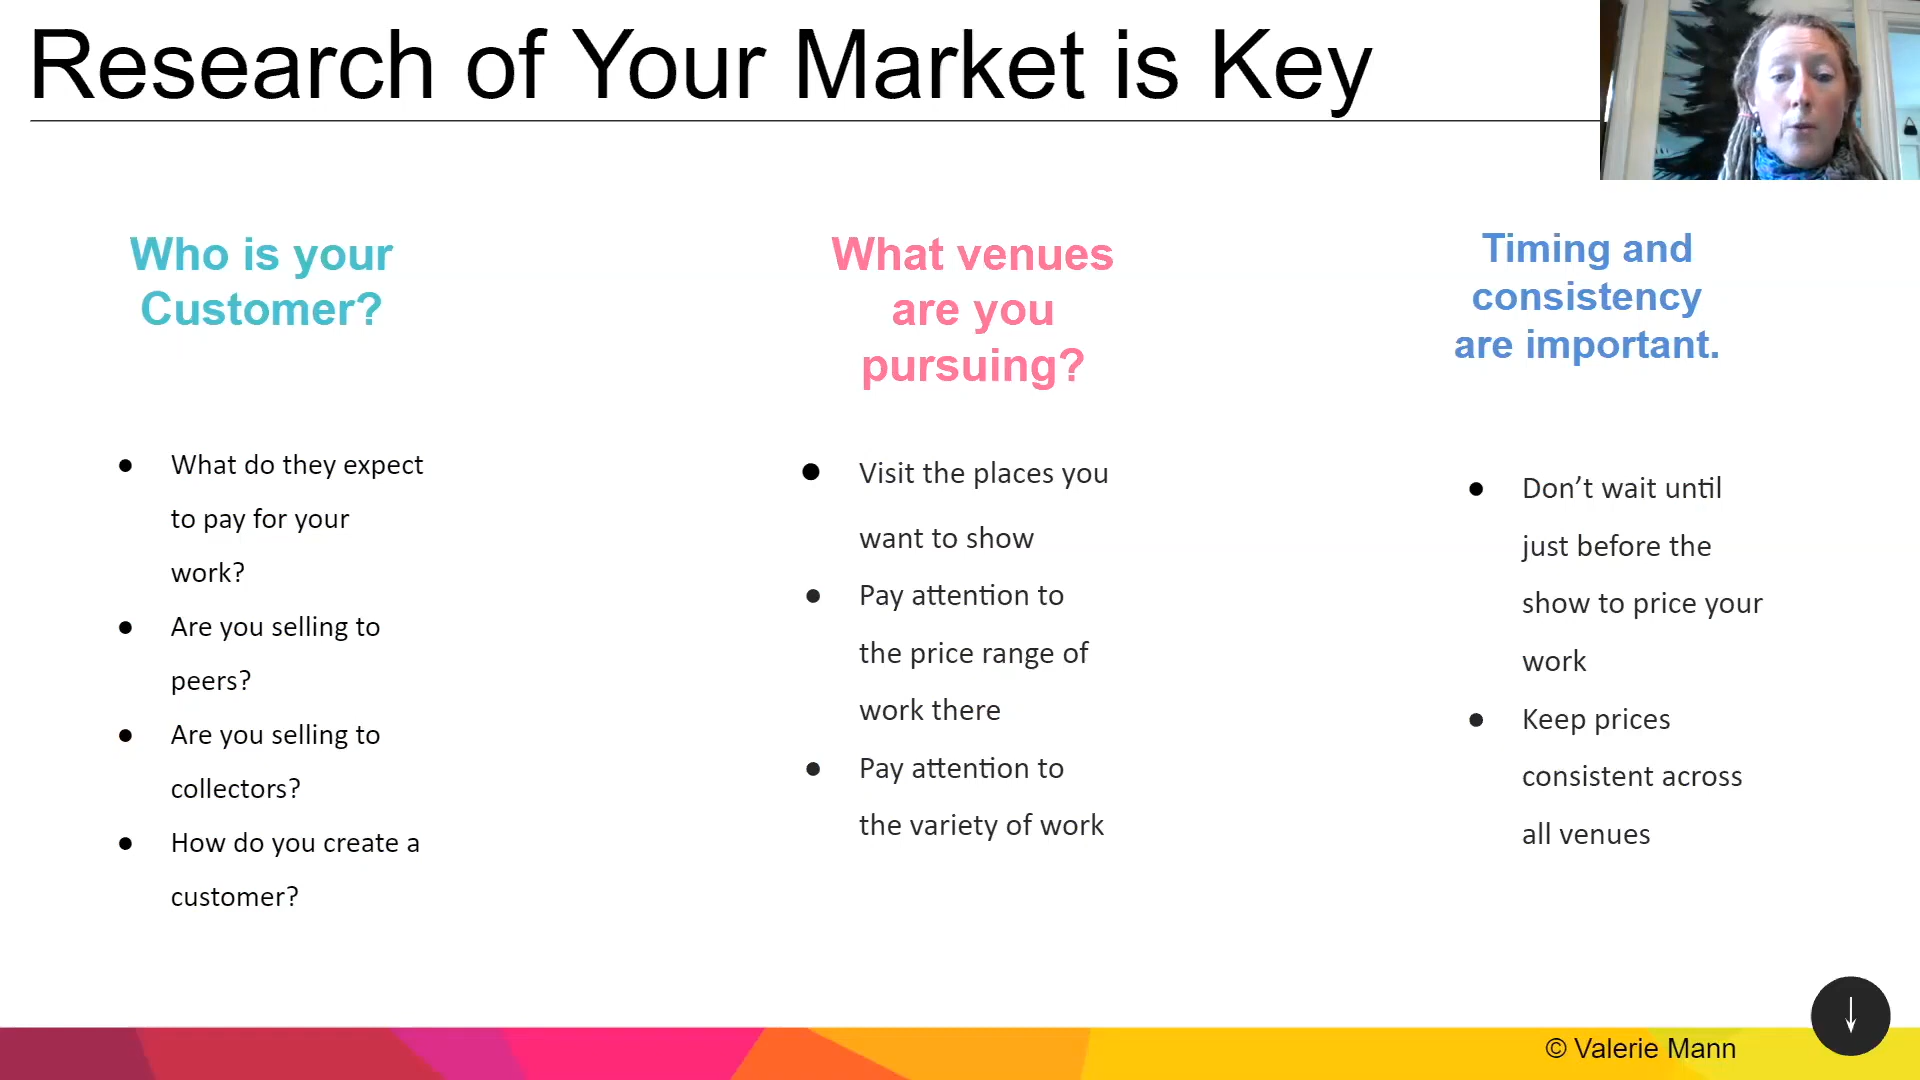 Research of Your Market is Key
Who is your
Customer?
● What do they expect
to pay for your
work?
● Are you selling to
peers?
● Are you selling to
collectors?
● How do you create a
customer?
What venues
are you
pursuing?
● Visit the places you
want to show
● Pay attention to
the price range of
work there
● Pay attention to
the variety of work
Timing and
consistency
are important.
● Don’t wait until
just before the
show to price your
work
● Keep prices
consistent across
all venues
© Valerie Mann